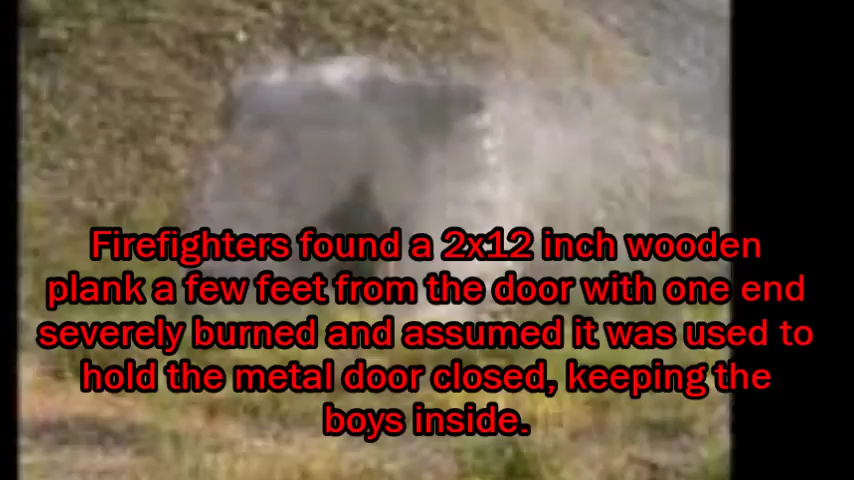 Firefighters found a 2x12 inch wooden
plank a few feet from the door with one end
severely burned and assumed it was used to
hold the metal door closed, keeping the
boys inside.